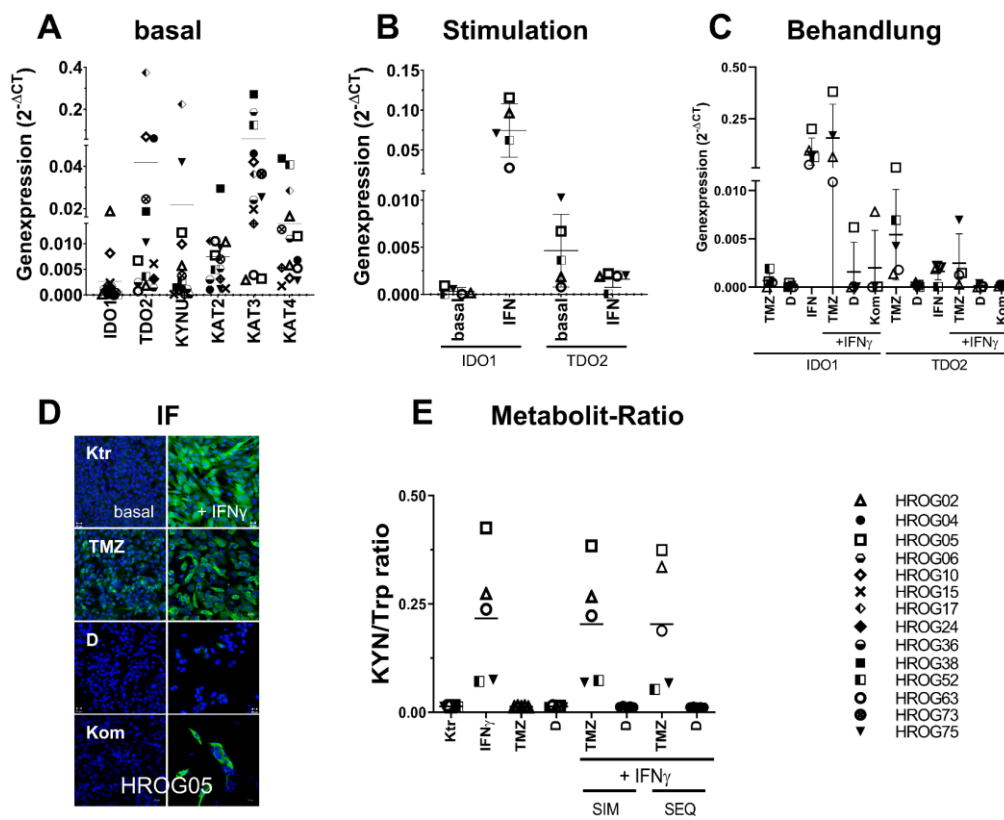 A basal
Genexpression (2^-ΔCT)
0.4
0.2
0.04
0.02
0.010
0.005
0.000
IDO1
TDO2
KYNU
KAT2
KAT3
KAT4
B Stimulation
Genexpression (2^-ΔCT)
0.15
0.10
0.05
0.010
0.005
0.000
basal
IFN
basal
IFN
IDO1 TDO2
C Behandlung
Genexpression (2^-ΔCT)
0.50
0.25
0.010
0.005
0.000
TMZ
D
IFN
TMZ
D
Kom
TMZ
D
IFN
TMZ
D
Kom
+IFNγ +IFNγ
IDO1 TDO2
D IF
Ktr
basal + IFNγ
TMZ
D
Kom
HROG05
E Metabolit-Ratio
KYN/Trp ratio
0.50
0.25
0.00
Ktr
IFNγ
TMZ
D
TMZ
D
TMZ
D
+ IFNγ
SIM SEQ
HROG02
HROG04
HROG05
HROG06
HROG10
HROG15
HROG17
HROG24
HROG36
HROG38
HROG52
HROG63
HROG73
HROG75